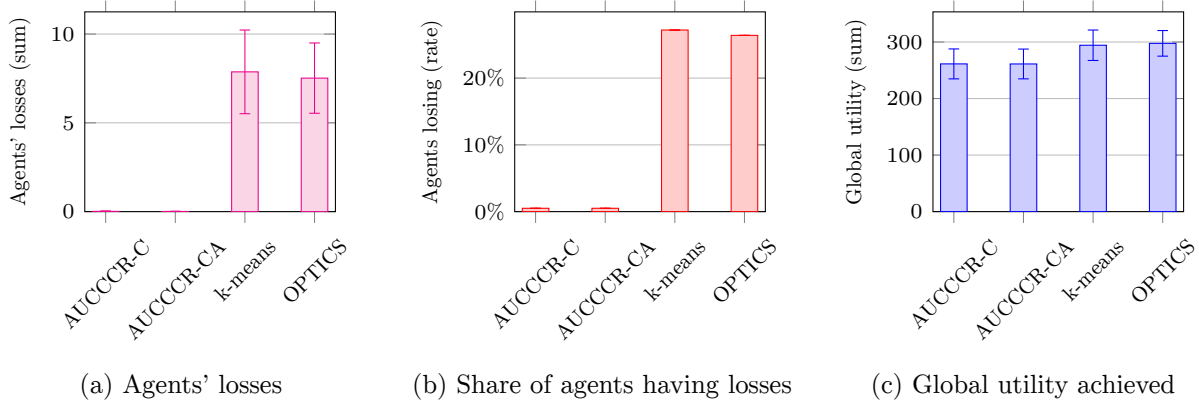 Agents' losses (sum)
10
5
0
AUCCCR-C
AUCCCR-CA
k-means
OPTICS
(a) Agents' losses
Agents losing (rate)
20%
10%
0%
AUCCCR-C
AUCCCR-CA
k-means
OPTICS
(b) Share of agents having losses
Global utility (sum)
300
200
100
0
AUCCCR-C
AUCCCR-CA
k-means
OPTICS
(c) Global utility achieved